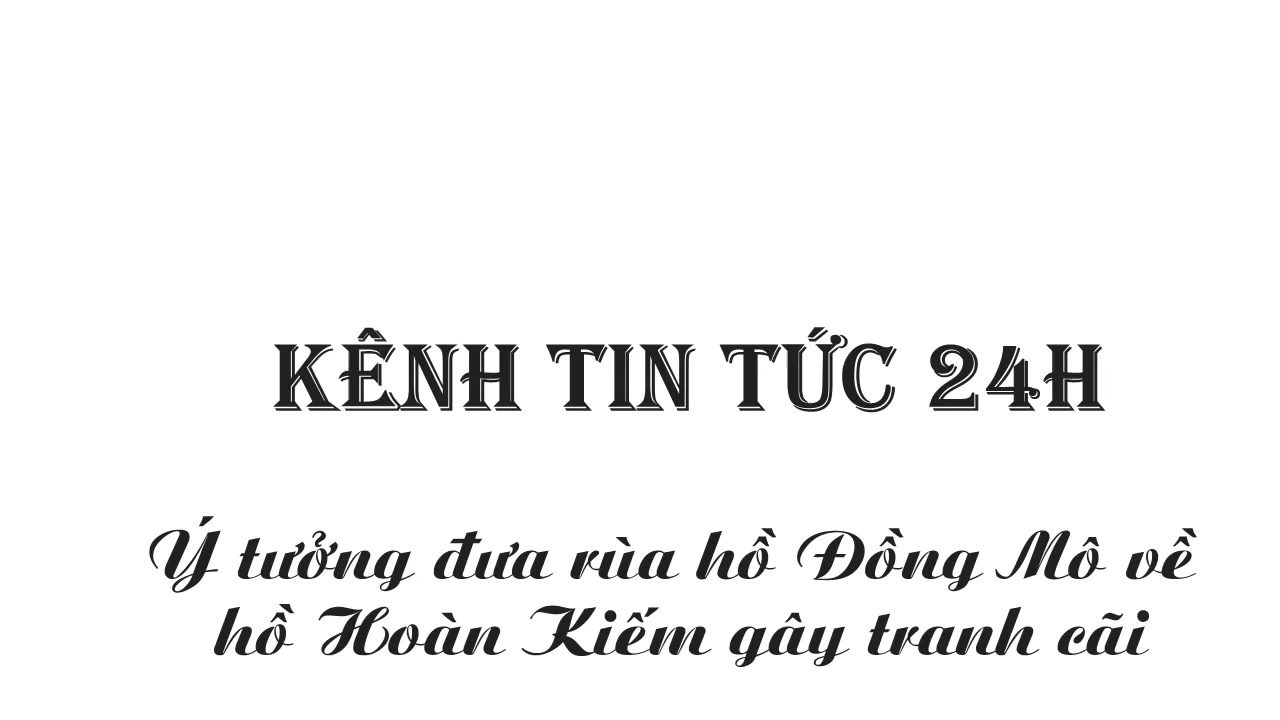 KÊNH TIN TỨC 24H
Ý tưởng đưa rùa hồ Đồng Mô về
hồ Hoàn Kiếm gây tranh cãi